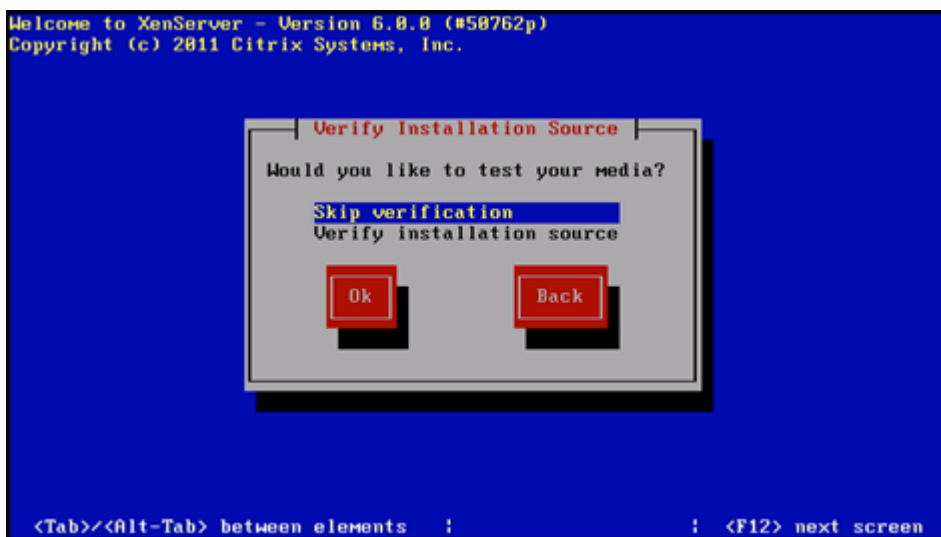 Welcome to XenServer - Version 6.0.0 (#50762p)
Copyright (c) 2011 Citrix Systems, Inc.
Verify Installation Source
Would you like to test your media?
Skip verification
Verify installation source
Ok Back
<Tab>/<Alt-Tab> between elements | | <F12> next screen